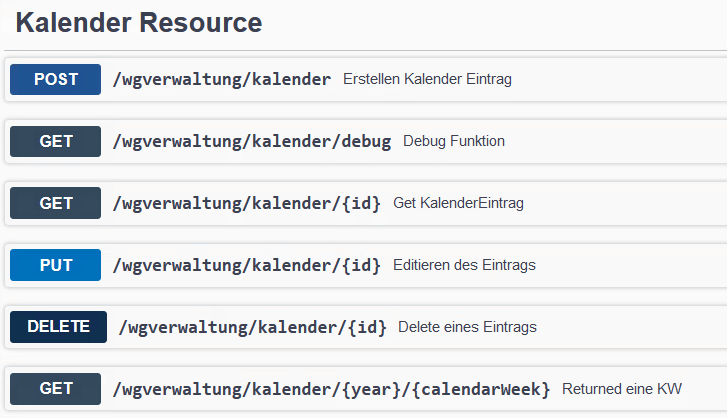 Kalender Resource
POST /wgverwaltung/kalender Erstellen Kalender Eintrag
GET /wgverwaltung/kalender/debug Debug Funktion
GET /wgverwaltung/kalender/{id} Get KalenderEintrag
PUT /wgverwaltung/kalender/{id} Editieren des Eintrags
DELETE /wgverwaltung/kalender/{id} Delete eines Eintrags
GET /wgverwaltung/kalender/{year}/{calendarWeek} Returned eine KW